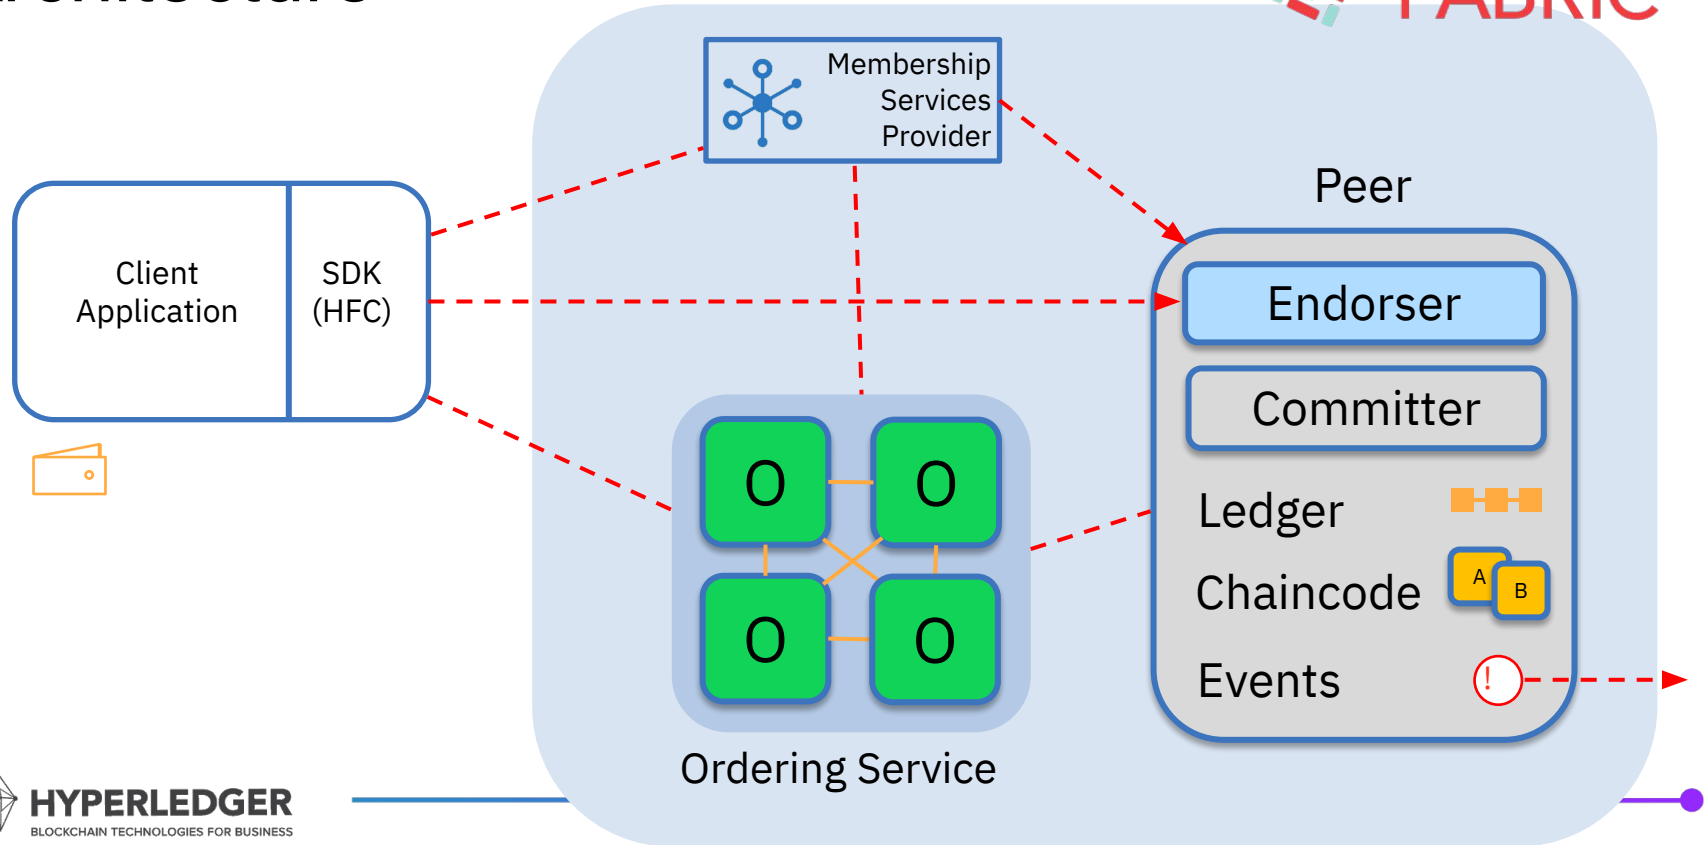 FABRIC
Membership
Services
Provider
Peer
Client
Application
SDK
(HFC)
Endorser
Committer
O
O
O
O
Ledger
Chaincode
A
B
Events
!
Ordering Service
HYPERLEDGER
BLOCKCHAIN TECHNOLOGIES FOR BUSINESS